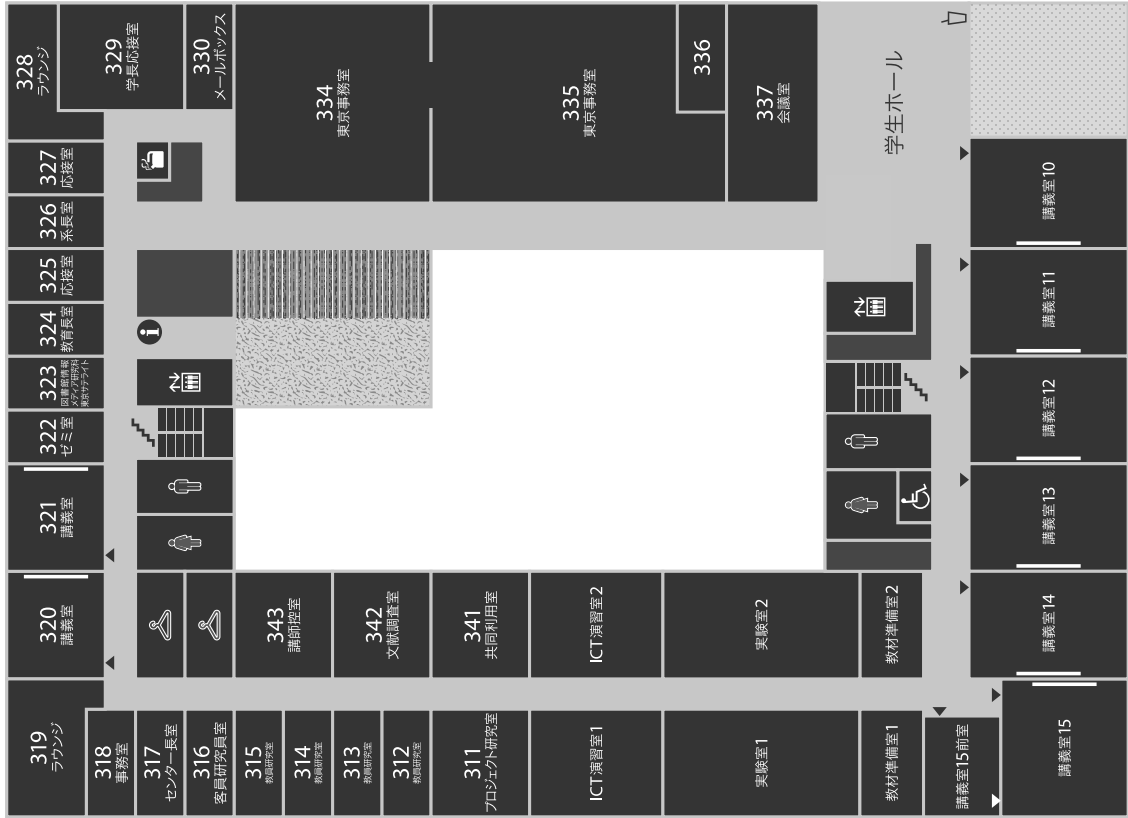 328
ラウンジ
329
学長応接室
330
メールボックス
334
東京事務室
335
東京事務室
336
337
会議室
学生ホール
327
応接室
326
系長室
325
応接室
324
教育長室
323
図書館情報
メディア研究科
東京サテライト
322
ゼミ室
321
講義室
320
講義室
319
ラウンジ
318
事務室
317
センター長室
316
客員研究員室
315
教員研究室
314
教員研究室
313
教員研究室
312
教員研究室
311
プロジェクト研究室
ICT演習室1
実験室1
教材準備室1
講義室15前室
講義室15
343
講師控室
342
文献調査室
341
共同利用室
ICT演習室2
実験室2
教材準備室2
講義室10
講義室11
講義室12
講義室13
講義室14